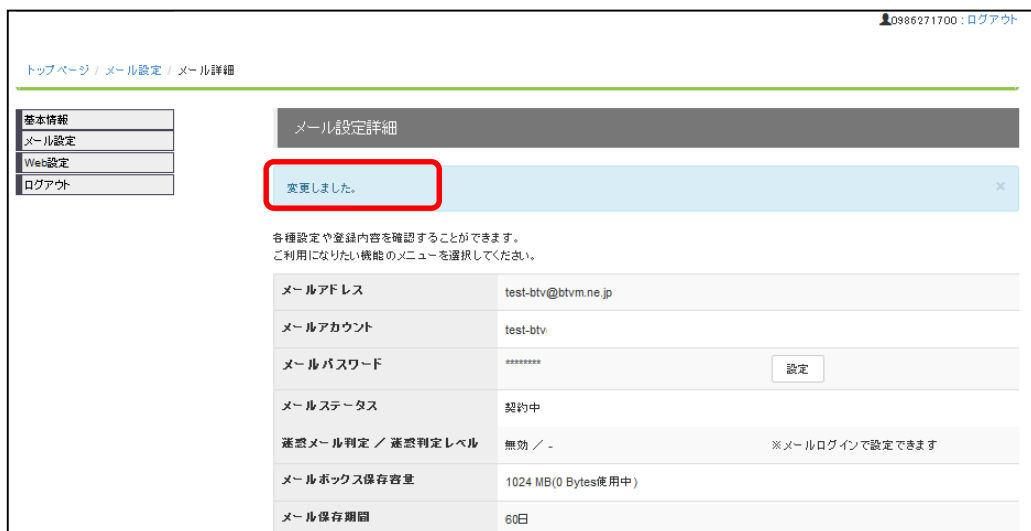 0986271700 : ログアウト
トップページ / メール設定 / メール詳細
基本情報
メール設定
Web設定
ログアウト
メール設定詳細
変更しました。 ×
各種設定や登録内容を確認することができます。
ご利用になりたい機能のメニューを選択してください。
メールアドレス test-btv@btvm.ne.jp
メールアカウント test-btv
メールパスワード ******** 設定
メールステータス 契約中
迷惑メール判定 ／ 迷惑判定レベル 無効 ／ - ※メールログインで設定できます
メールボックス保存容量 1024 MB(0 Bytes使用中)
メール保存期間 60日